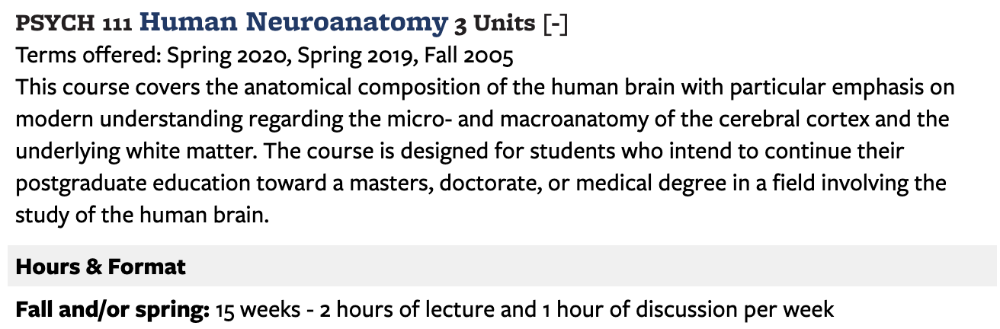 PSYCH 111 Human Neuroanatomy 3 Units [-]
Terms offered: Spring 2020, Spring 2019, Fall 2005
This course covers the anatomical composition of the human brain with particular emphasis on
modern understanding regarding the micro- and macroanatomy of the cerebral cortex and the
underlying white matter. The course is designed for students who intend to continue their
postgraduate education toward a masters, doctorate, or medical degree in a field involving the
study of the human brain.
Hours & Format
Fall and/or spring: 15 weeks - 2 hours of lecture and 1 hour of discussion per week